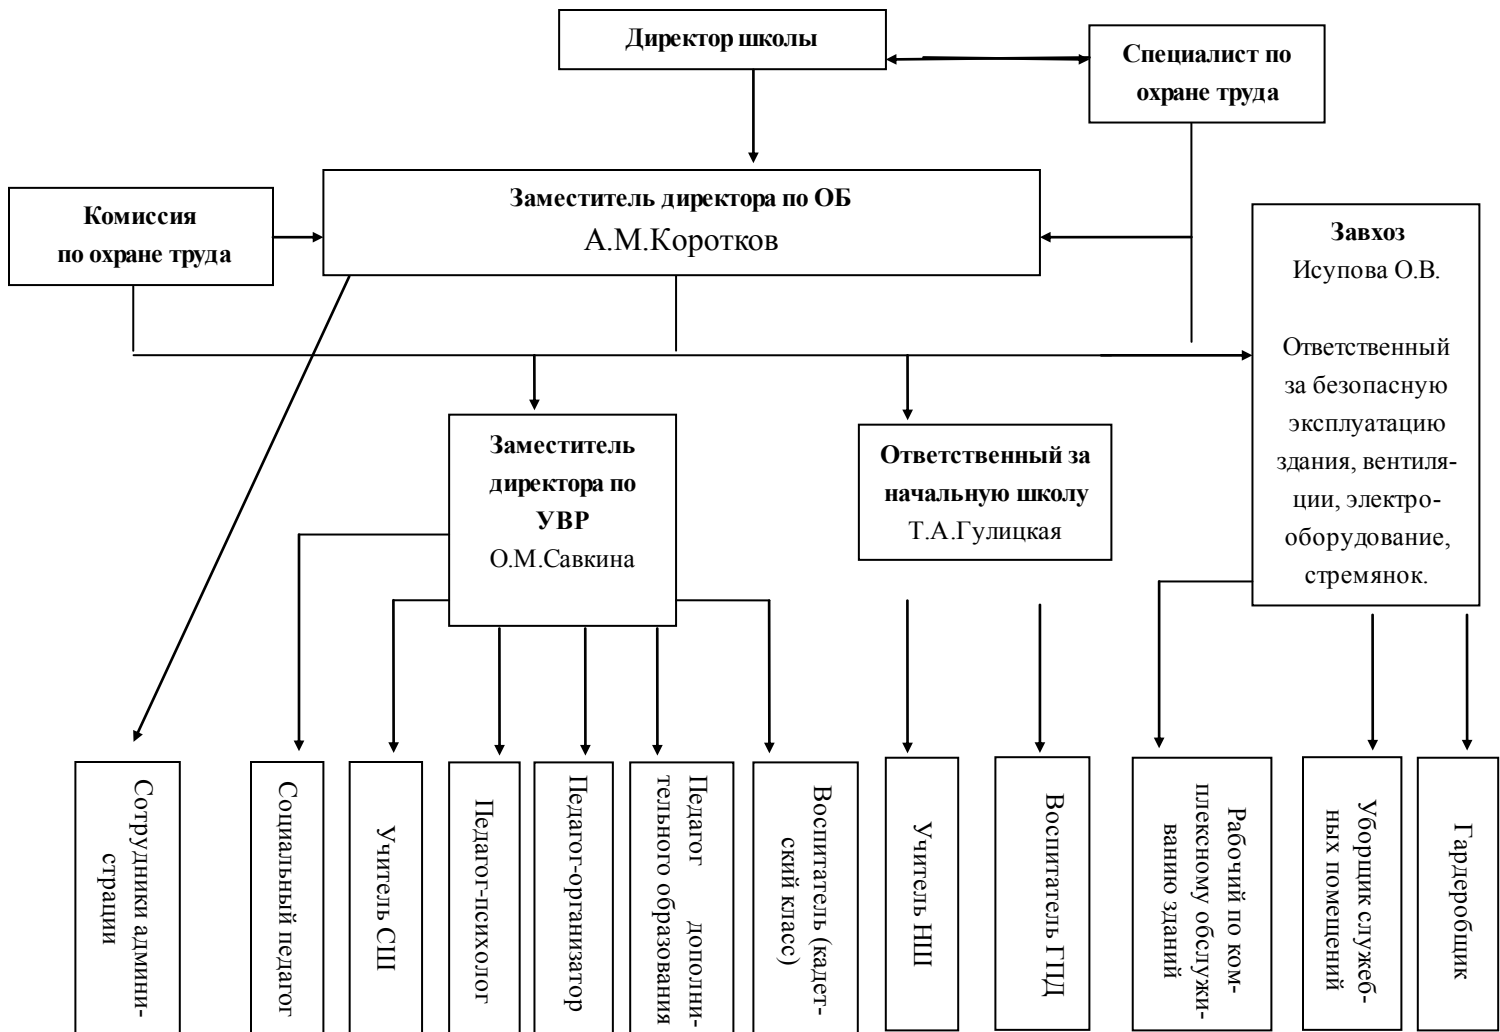 Директор школы
Специалист по
охране труда
Заместитель директора по ОБ
А.М.Коротков
Комиссия
по охране труда
Завхоз
Исупова О.В.
Ответственный
за безопасную
эксплуатацию
здания, вентиля-
ции, электро-
оборудование,
стремянок.
Заместитель
директора по
УВР
О.М.Савкина
Ответственный за
начальную школу
Т.А.Гулицкая
Сотрудники админи-
страции
Социальный педагог
Учитель СШ
Педагог-психолог
Педагог-организатор
Педагог дополни-
тельного образования
Воспитатель (кадет-
ский класс)
Учитель НШ
Воспитатель ГПД
Рабочий по ком-
плексному обслужи-
ванию зданий
Уборщик служеб-
ных помещений
Гардеробщик